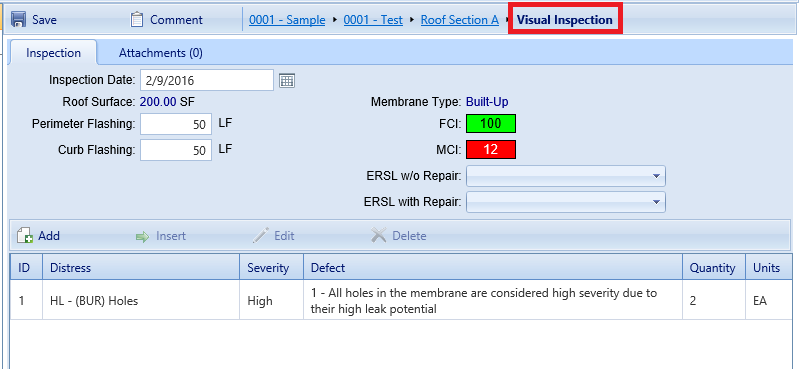 Save Comment 0001 - Sample 0001 - Test Roof Section A Visual Inspection
Inspection Attachments (0)
Inspection Date: 2/9/2016
Roof Surface: 200.00 SF Membrane Type: Built-Up
Perimeter Flashing: 50 LF FCI: 100
Curb Flashing: 50 LF MCI: 12
ERSL w/o Repair:
ERSL with Repair:
Add Insert Edit Delete
ID Distress Severity Defect Quantity Units
1 HL - (BUR) Holes High 1 - All holes in the membrane are considered high severity due to 2 EA
their high leak potential